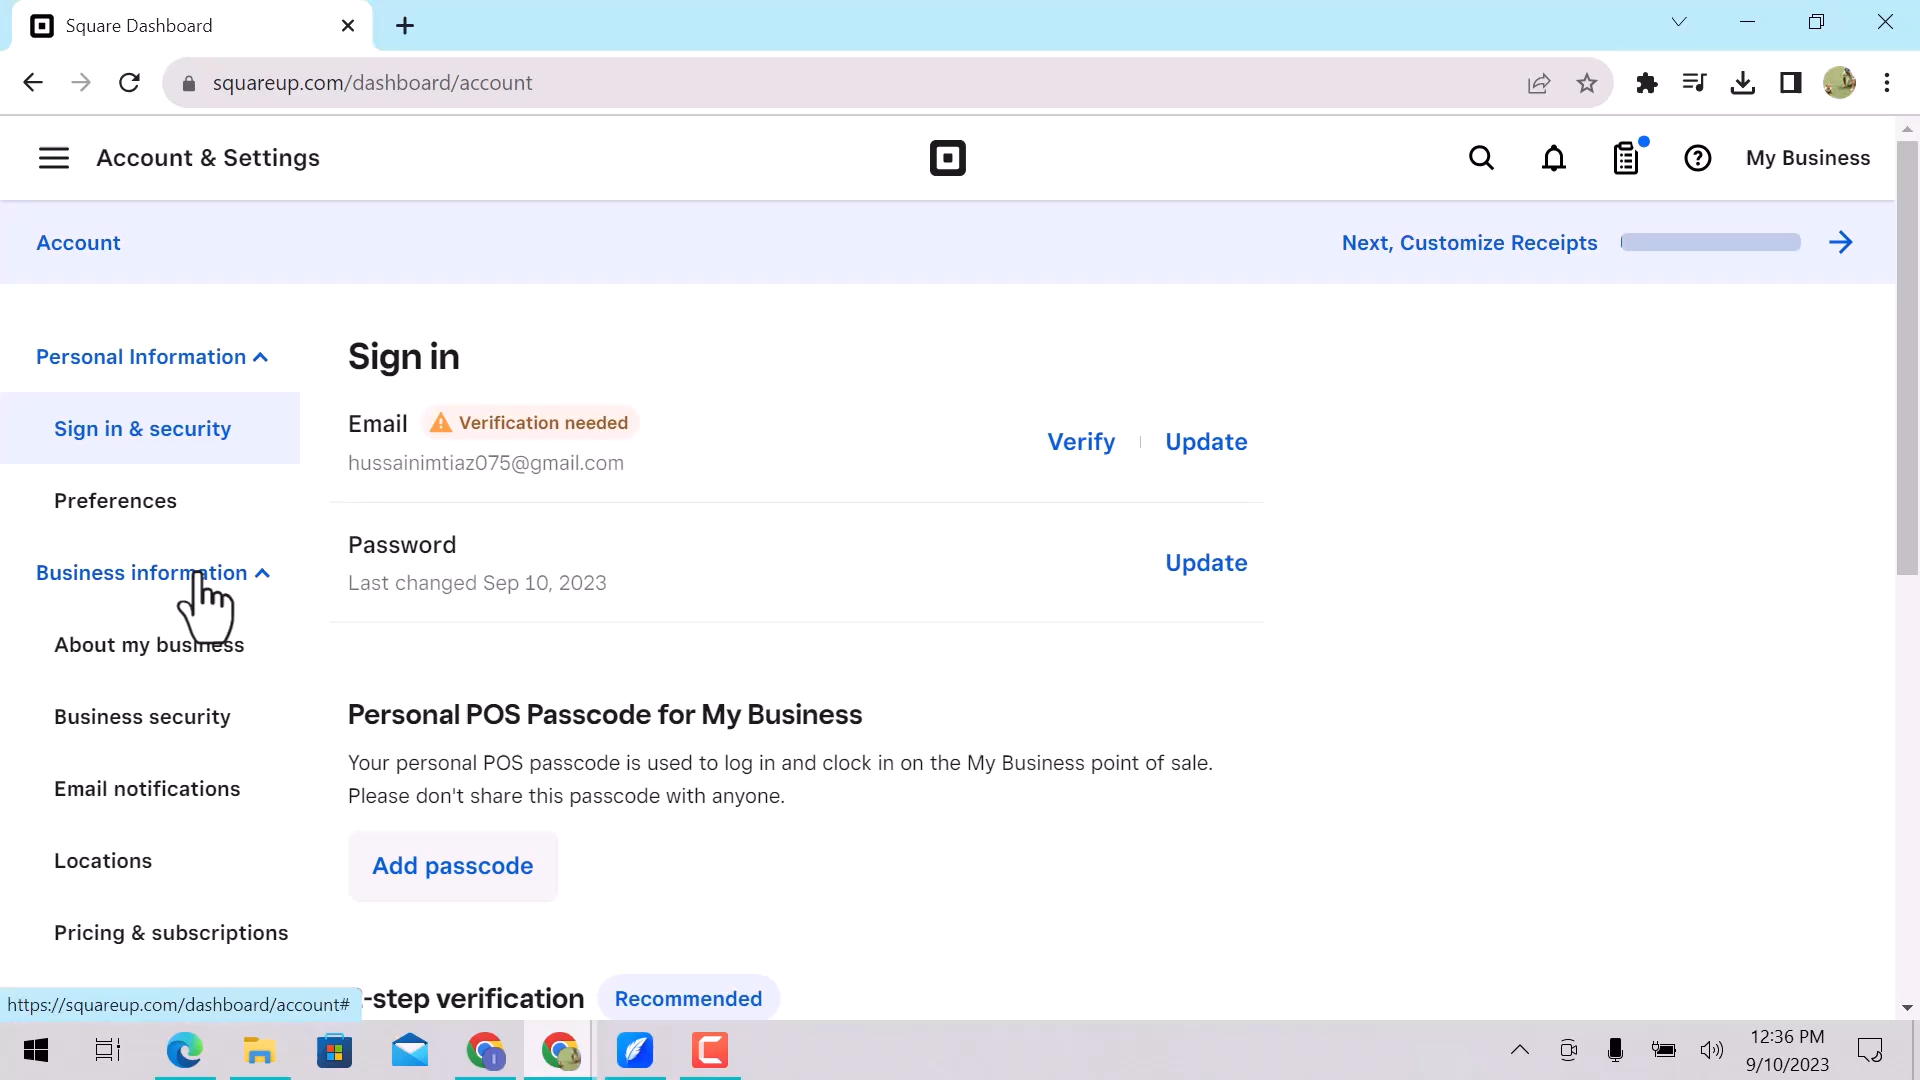 Square Dashboard
squareup.com/dashboard/account
Account & Settings
My Business
Account
Next, Customize Receipts
Personal Information
Sign in & security
Preferences
Business information
About my business
Business security
Email notifications
Locations
Pricing & subscriptions
Sign in
Email
Verification needed
hussainimtiaz075@gmail.com
Verify
Update
Password
Last changed Sep 10, 2023
Update
Personal POS Passcode for My Business
Your personal POS passcode is used to log in and clock in on the My Business point of sale.
Please don't share this passcode with anyone.
Add passcode
-step verification
Recommended
https://squareup.com/dashboard/account#
12:36 PM
9/10/2023